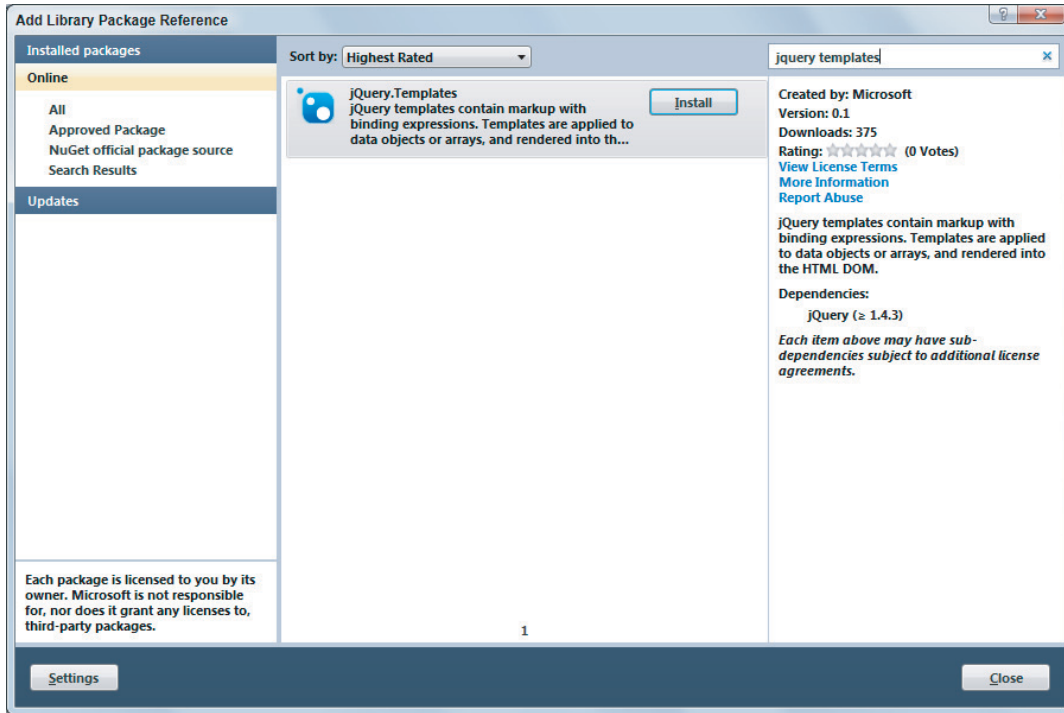 Add Library Package Reference
Installed packages
Online
All
Approved Package
NuGet official package source
Search Results
Updates
Each package is licensed to you by its
owner. Microsoft is not responsible
for, nor does it grant any licenses to,
third-party packages.
Sort by: Highest Rated
jQuery.Templates
jQuery templates contain markup with
binding expressions. Templates are applied to
data objects or arrays, and rendered into th...
Install
1
jquery templates
Created by: Microsoft
Version: 0.1
Downloads: 375
Rating: (0 Votes)
View License Terms
More Information
Report Abuse
jQuery templates contain markup with
binding expressions. Templates are applied
to data objects or arrays, and rendered into
the HTML DOM.
Dependencies:
jQuery (≥ 1.4.3)
Each item above may have sub-
dependencies subject to additional license
agreements.
Settings
Close